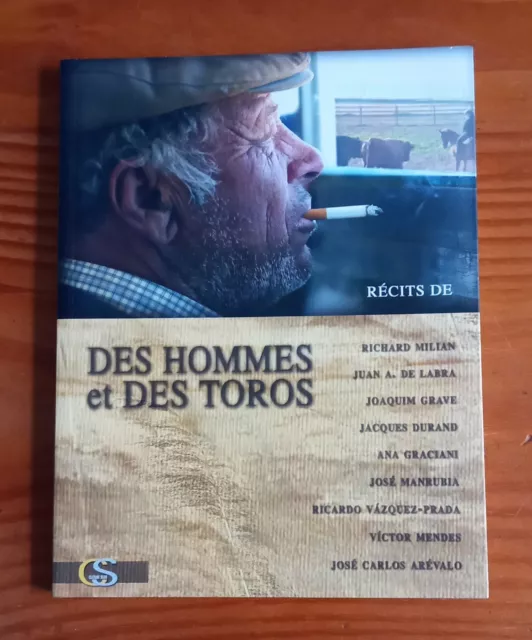 RÉCITS DE
DES HOMMES
et DES TOROS
RICHARD MILIAN
JUAN A. DE LABRA
JOAQUIM GRAVE
JACQUES DURAND
ANA GRACIANI
JOSÉ MANRUBIA
RICARDO VÁZQUEZ-PRADA
VÍCTOR MENDES
JOSÉ CARLOS ARÉVALO
CS